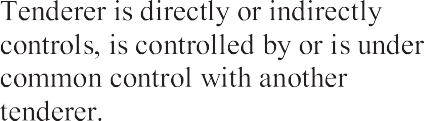 Tenderer is directly or indirectly
controls, is controlled by or is under
common control with another
tenderer.